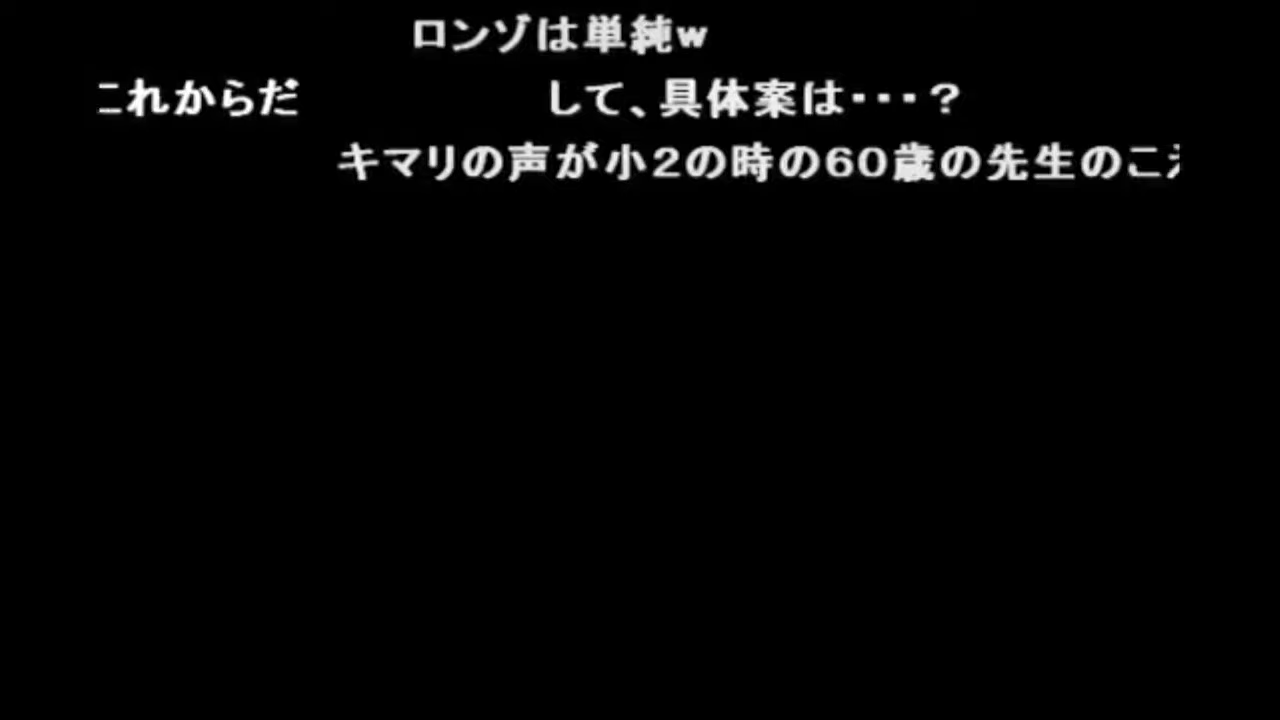 ロンゾは単純w
これからだ
して、具体案は・・・？
キマリの声が小2の時の60歳の先生のこ